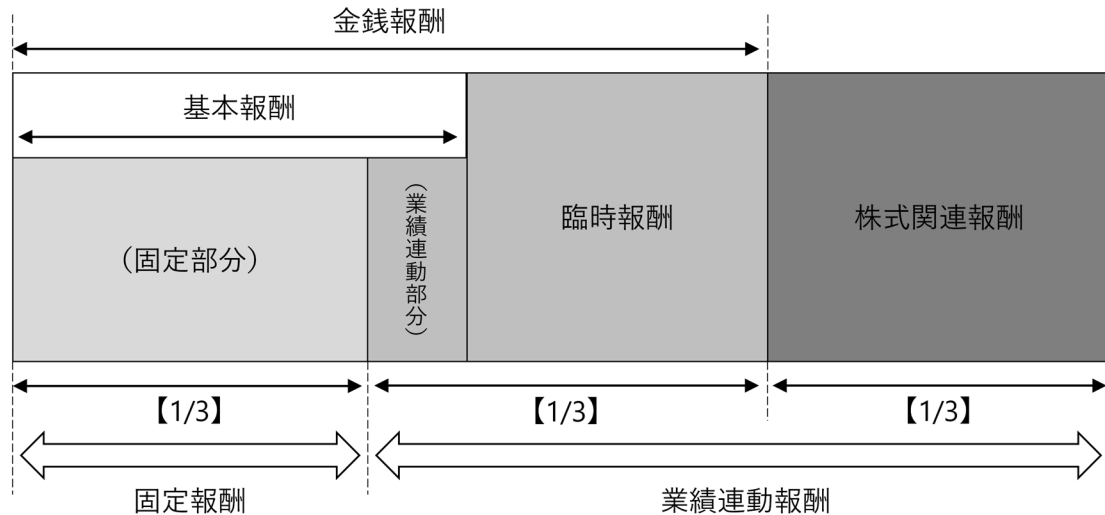 金銭報酬
基本報酬
（固定部分）
（業績連動部分）
臨時報酬
株式関連報酬
【1/3】
【1/3】
【1/3】
固定報酬
業績連動報酬